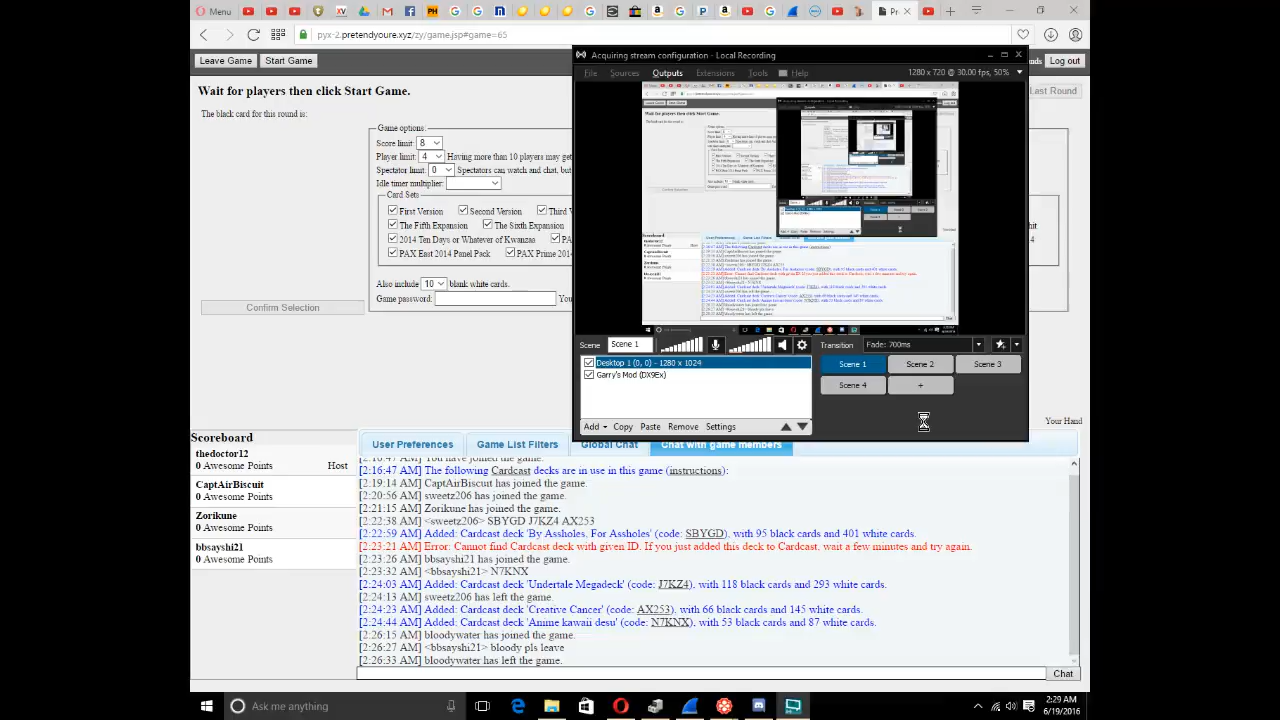 Menu
pyx-2.pretendyoure.xyz/zy/game.jsp#game=65
Leave Game
Start Game
Log out
Wait for players then click Start Game.
Last Round
The black card for this round is:
Game options:
Score limit: 8
Player limit: 4 Having more than 10 players may get
Spectator limit: 0 Spectators can watch and chat, but
Idle timer multiplier:
Card Sets
First Version Second Version Third
The Fifth Expansion The Sixth Expansion
2014 Ten Days or Whatever of Kwanzaa
PAX East 2014 Panel Pack PAX Prime 2014
Also include 10 blank white cards.
Game password:
Confirm Selection
Acquiring stream configuration - Local Recording
File Sources Outputs Extensions Tools Help
1280 x 720 @ 30.00 fps, 50%
Scene Scene 1
Transition Fade: 700ms
Desktop 1 (0, 0) - 1280 x 1024
Garry's Mod (DX9Ex)
Scene 1 Scene 2 Scene 3
Scene 4 +
Add Copy Paste Remove Settings
Your Hand
Scoreboard
thedoctor12
0 Awesome Points Host
CaptAirBiscuit
0 Awesome Points
Zorikune
0 Awesome Points
bbsayshi21
0 Awesome Points
User Preferences Game List Filters Global Chat Chat with game members
[2:16:47 AM] You have joined the game.
[2:16:47 AM] The following Cardcast decks are in use in this game (instructions):
[2:19:14 AM] CaptAirBiscuit has joined the game.
[2:20:56 AM] sweetz206 has joined the game.
[2:21:15 AM] Zorikune has joined the game.
[2:22:38 AM] <sweetz206> SBYGD J7KZ4 AX253
[2:22:59 AM] Added: Cardcast deck 'By Assholes, For Assholes' (code: SBYGD), with 95 black cards and 401 white cards.
[2:23:21 AM] Error: Cannot find Cardcast deck with given ID. If you just added this deck to Cardcast, wait a few minutes and try again.
[2:23:26 AM] bbsayshi21 has joined the game.
[2:23:32 AM] <bbsayshi21> N7KNX
[2:24:03 AM] Added: Cardcast deck 'Undertale Megadeck' (code: J7KZ4), with 118 black cards and 293 white cards.
[2:24:13 AM] sweetz206 has left the game.
[2:24:23 AM] Added: Cardcast deck 'Creative Cancer' (code: AX253), with 66 black cards and 145 white cards.
[2:24:44 AM] Added: Cardcast deck 'Anime kawaii desu' (code: N7KNX), with 53 black cards and 87 white cards.
[2:26:15 AM] bloodywater has joined the game.
[2:26:27 AM] <bbsayshi21> bloody pls leave
[2:26:33 AM] bloodywater has left the game.
Chat
Ask me anything
2:29 AM
6/19/2016